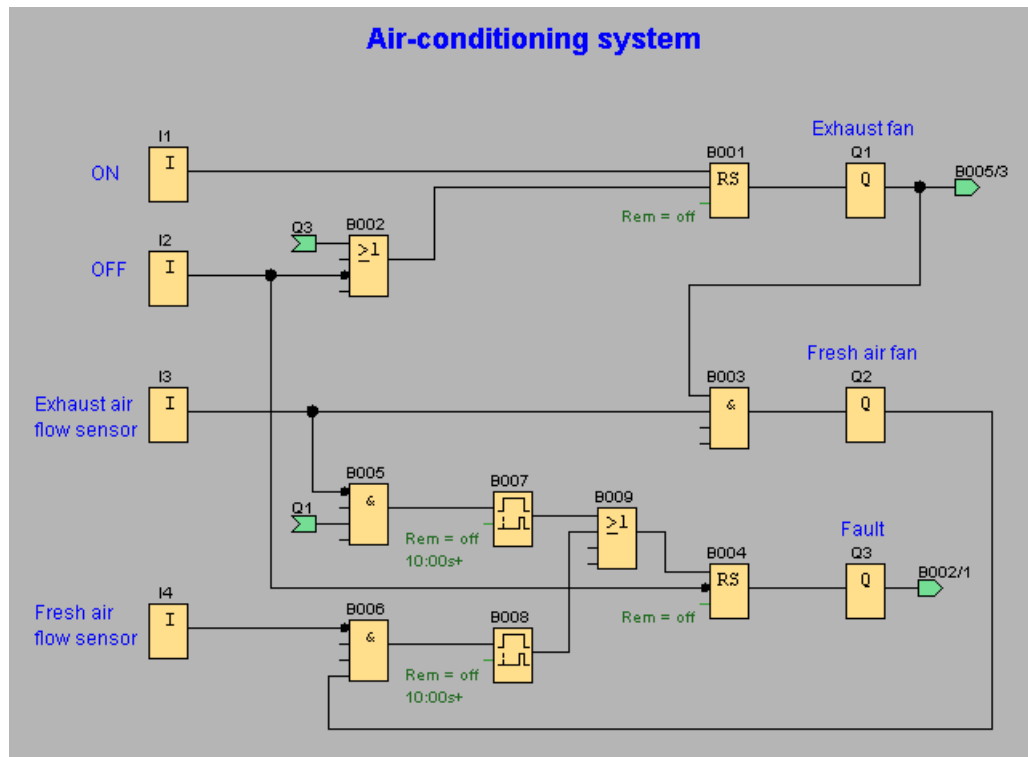 Air-conditioning system
Exhaust fan
I1
I
ON
B001
RS
Rem = off
Q1
Q
B005/3
Q3
B002
≥1
I2
I
OFF
Fresh air fan
I3
I
Exhaust air
flow sensor
B003
&
Q2
Q
B005
&
Q1
B007
Rem = off
10:00s+
B009
≥1
Fault
B004
RS
Rem = off
Q3
Q
B002/1
I4
I
Fresh air
flow sensor
B006
&
B008
Rem = off
10:00s+